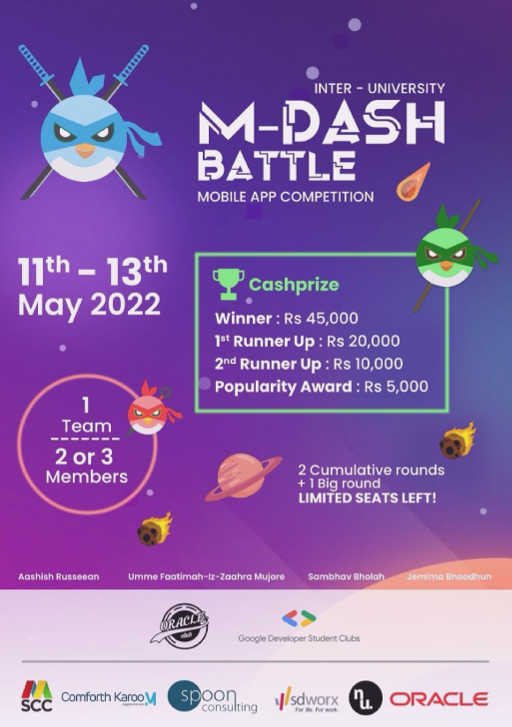 INTER - UNIVERSITY
M-DASH
BATTLE
MOBILE APP COMPETITION
11th - 13th
May 2022
Cashprize
Winner : Rs 45,000
1st Runner Up : Rs 20,000
2nd Runner Up : Rs 10,000
Popularity Award : Rs 5,000
1
Team
2 or 3
Members
2 Cumulative rounds
+ 1 Big round
LIMITED SEATS LEFT!
Aashish Russeean Umme Faatimah-Iz-Zaahra Mujore Sambhav Bholah Jemima Bhoodhun
ORACLE
club
Google Developer Student Clubs
SCC
Comforth Karoo
spoon
consulting
sdworx
For life. For work.
nu.
ORACLE